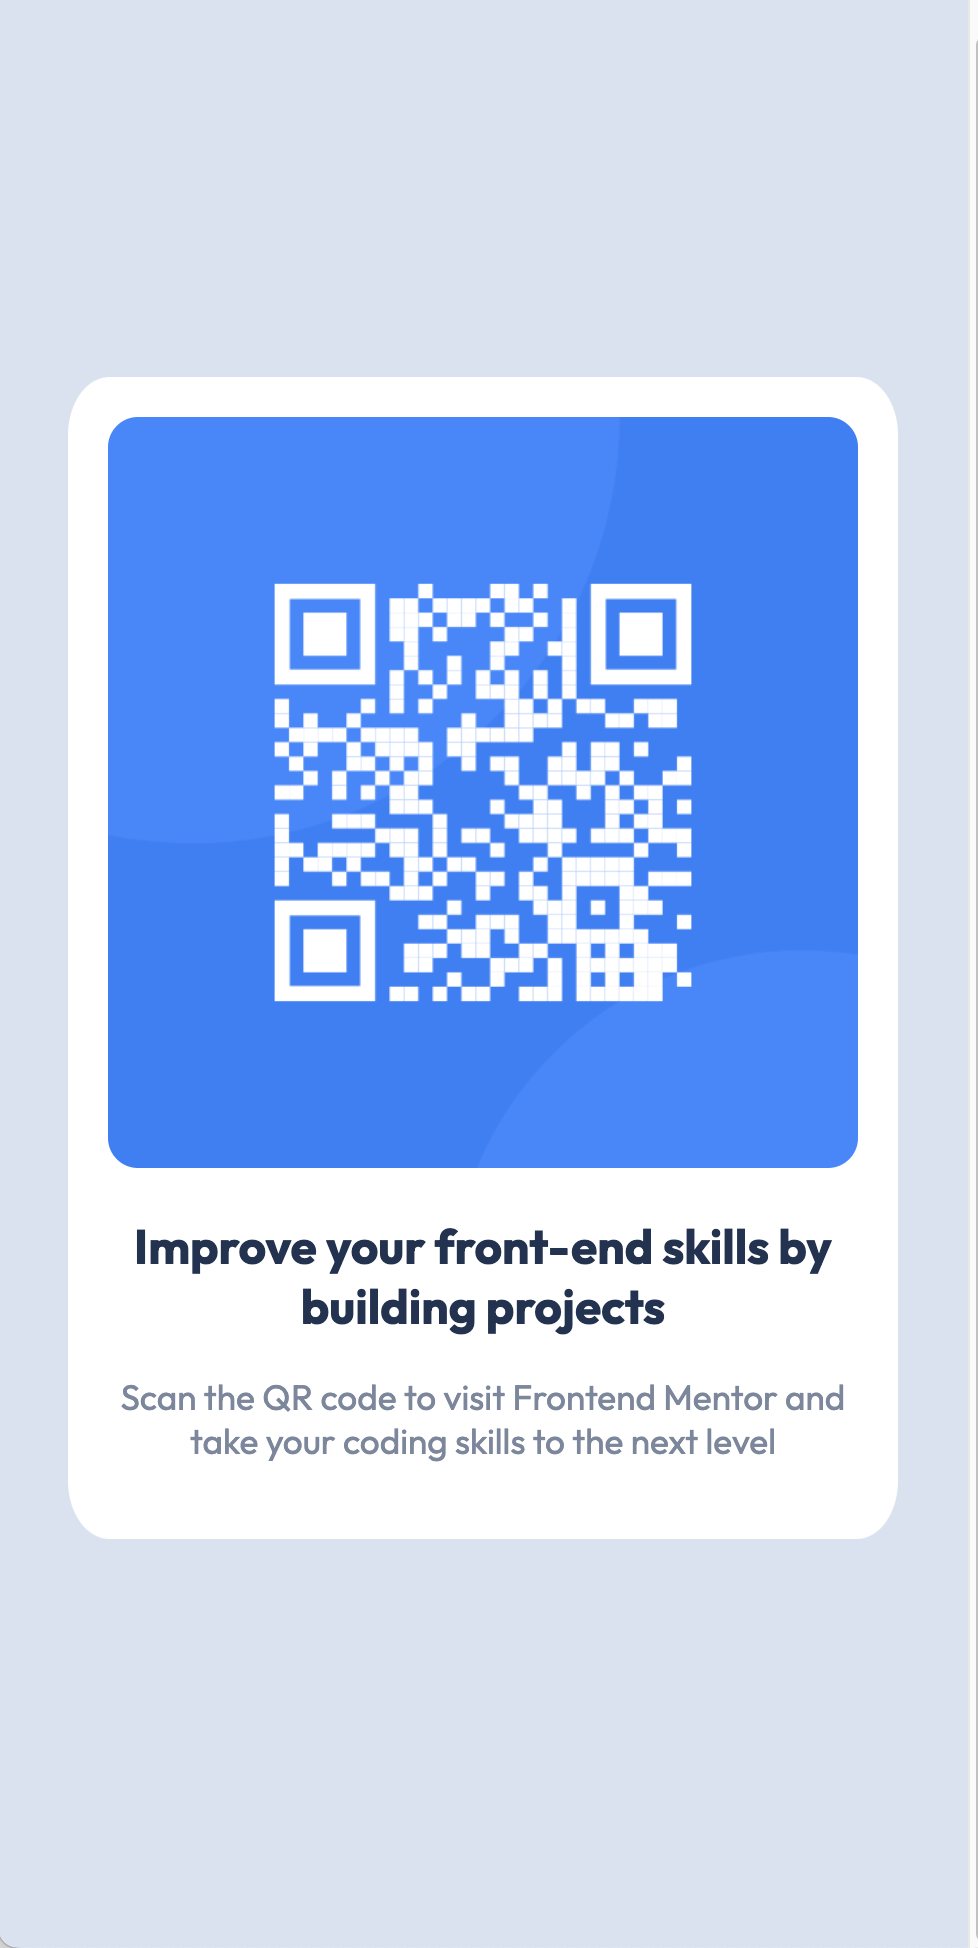 Improve your front-end skills by
building projects
Scan the QR code to visit Frontend Mentor and
take your coding skills to the next level